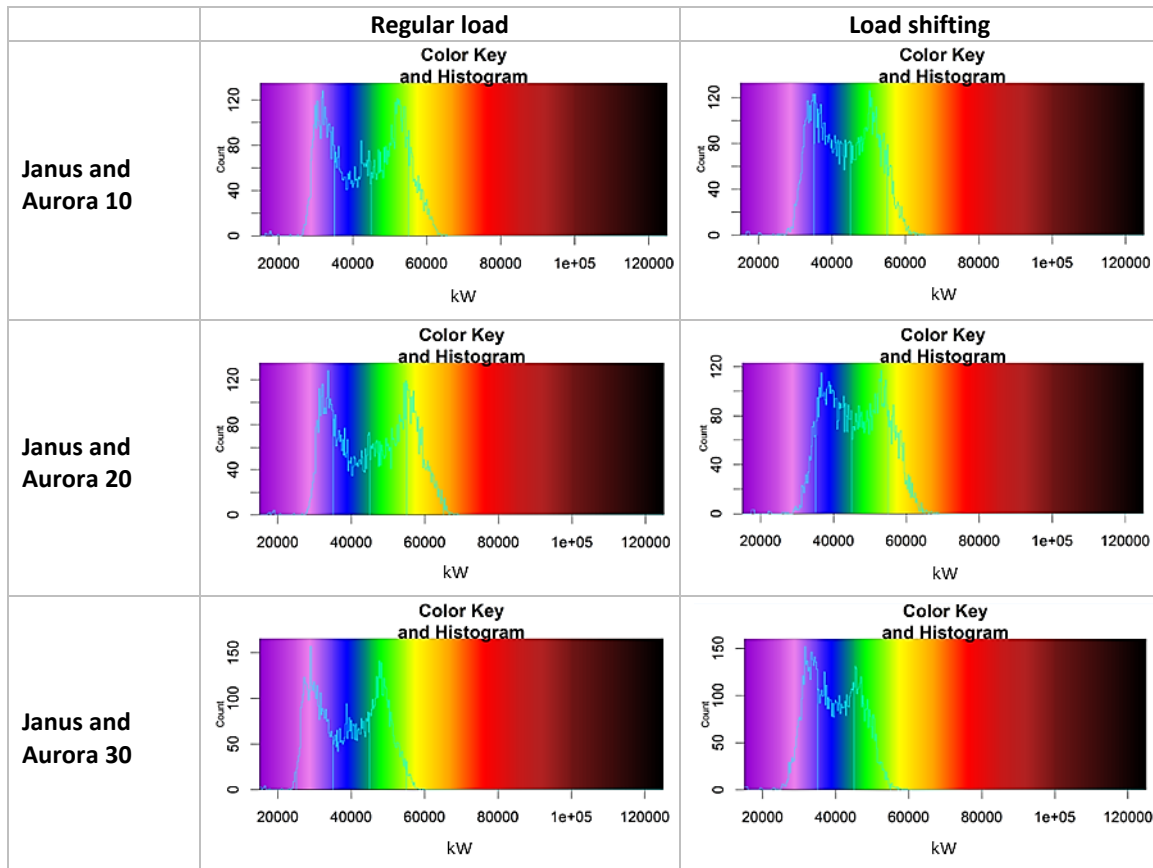 Regular load
Load shifting
Janus and
Aurora 10
Color Key
and Histogram
Count
0 40 80 120
20000 40000 60000 80000 1e+05 120000
kW
Color Key
and Histogram
Count
0 40 80 120
20000 40000 60000 80000 1e+05 120000
kW
Janus and
Aurora 20
Color Key
and Histogram
Count
0 40 80 120
20000 40000 60000 80000 1e+05 120000
kW
Color Key
and Histogram
Count
0 40 80 120
20000 40000 60000 80000 1e+05 120000
kW
Janus and
Aurora 30
Color Key
and Histogram
Count
0 50 100 150
20000 40000 60000 80000 1e+05 120000
kW
Color Key
and Histogram
Count
0 50 100 150
20000 40000 60000 80000 1e+05 120000
kW